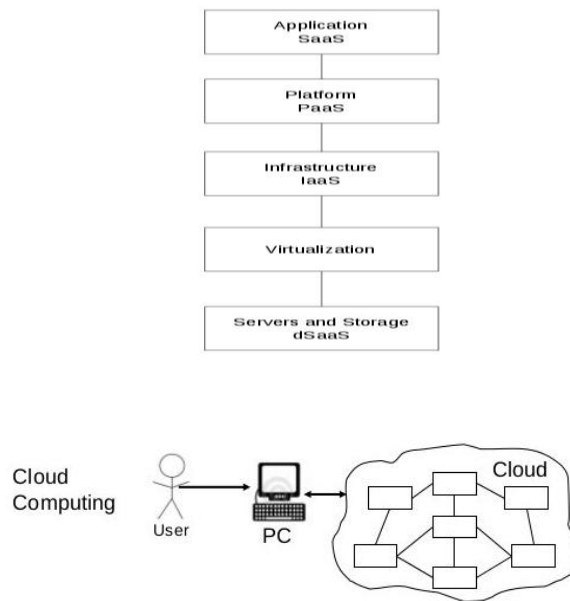 Application
SaaS
Platform
PaaS
Infrastructure
IaaS
Virtualization
Servers and Storage
dSaaS
Cloud
Computing
User
PC
Cloud